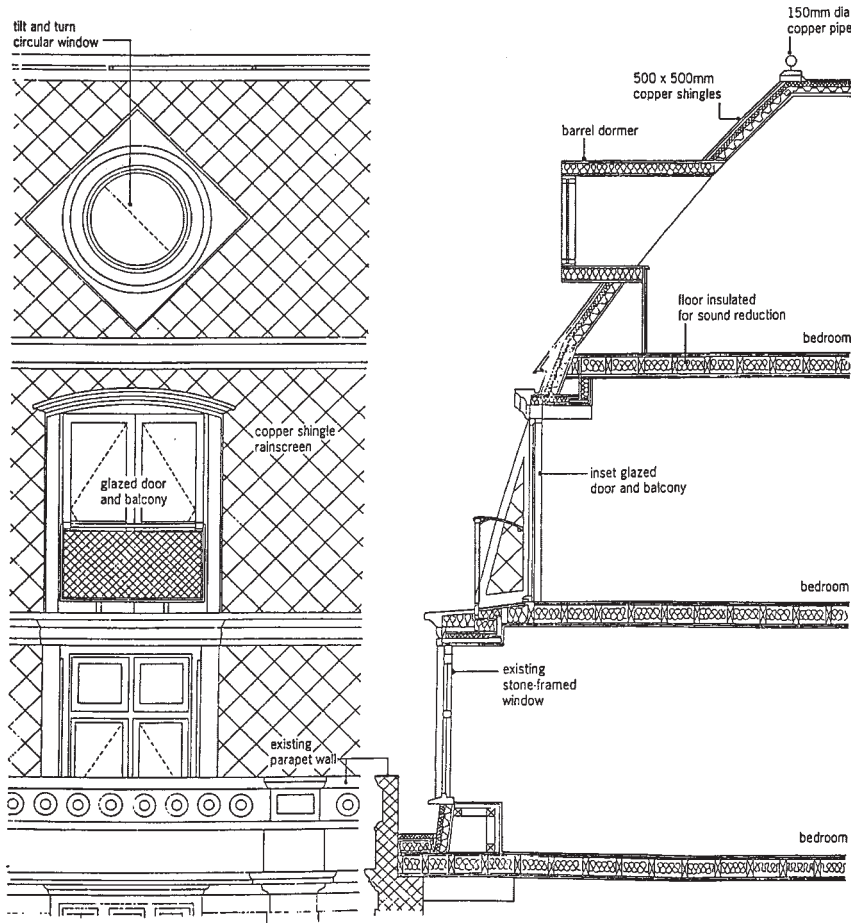 tilt and turn
circular window
150mm dia
copper pipe
500 x 500mm
copper shingles
barrel dormer
floor insulated
for sound reduction
bedroom
copper shingle
rainscreen
glazed door
and balcony
inset glazed
door and balcony
bedroom
existing
stone-framed
window
existing
parapet wall
bedroom